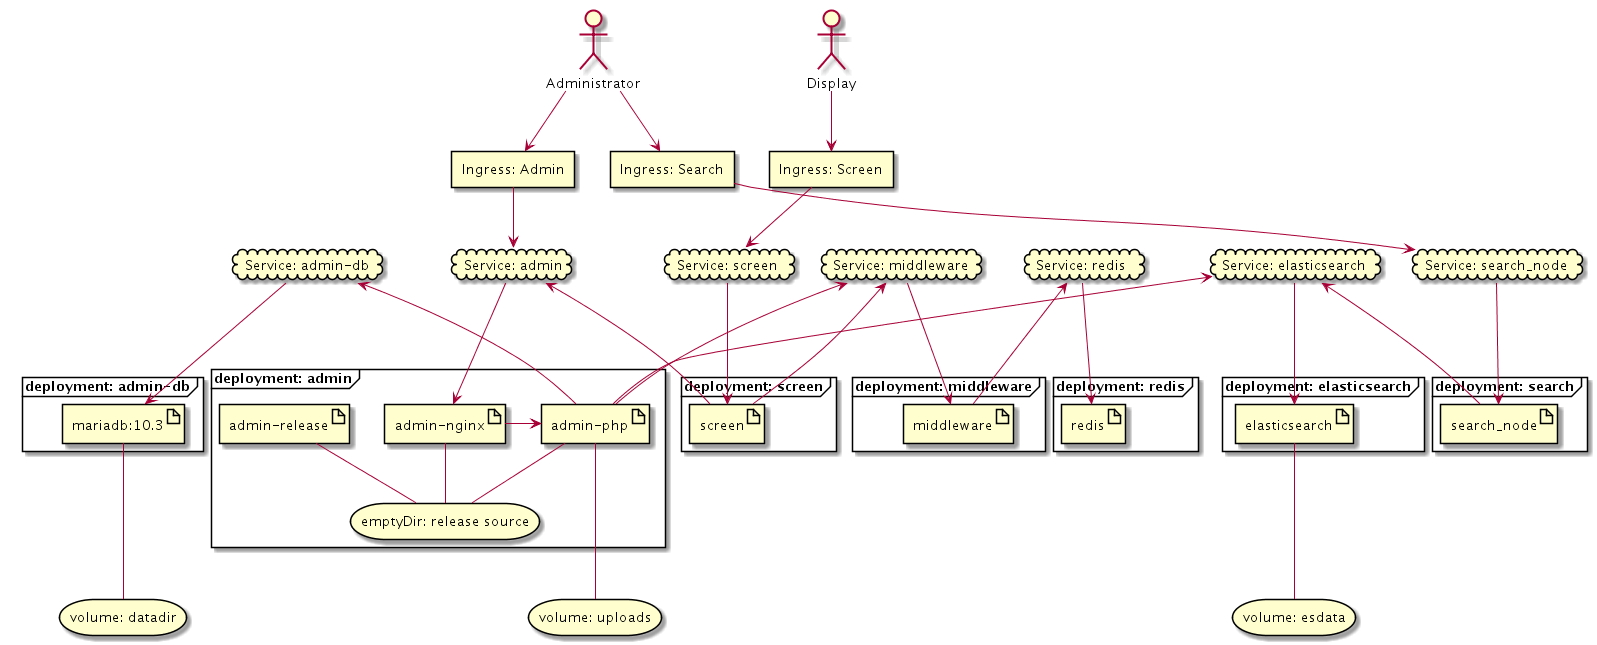 Administrator
Display
Ingress: Admin
Ingress: Search
Ingress: Screen
Service: admin-db
Service: admin
Service: screen
Service: middleware
Service: redis
Service: elasticsearch
Service: search_node
deployment: admin-db
deployment: admin
deployment: screen
deployment: middleware
deployment: redis
deployment: elasticsearch
deployment: search
mariadb:10.3
admin-release
admin-nginx
admin-php
screen
middleware
redis
elasticsearch
search_node
emptyDir: release source
volume: datadir
volume: uploads
volume: esdata